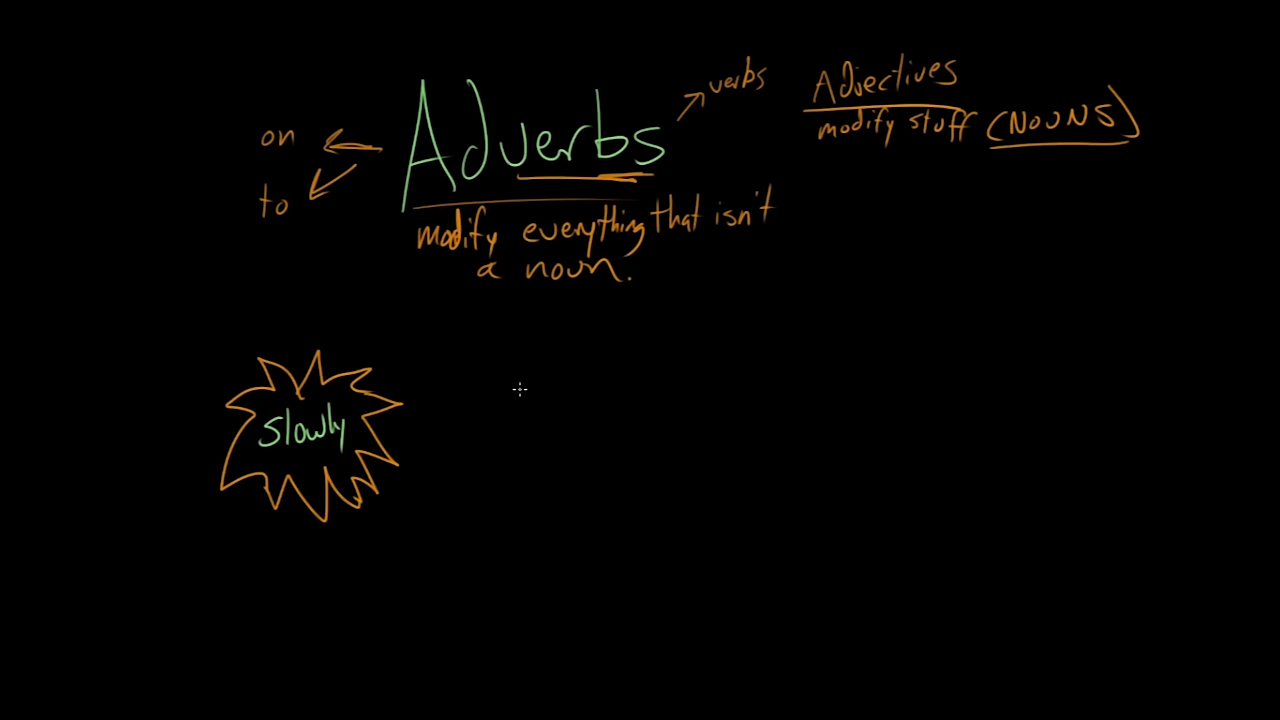 verbs
Adjectives
modify stuff (NOUNS)
on
to
Adverbs
modify everything that isn't
a noun.
slowly